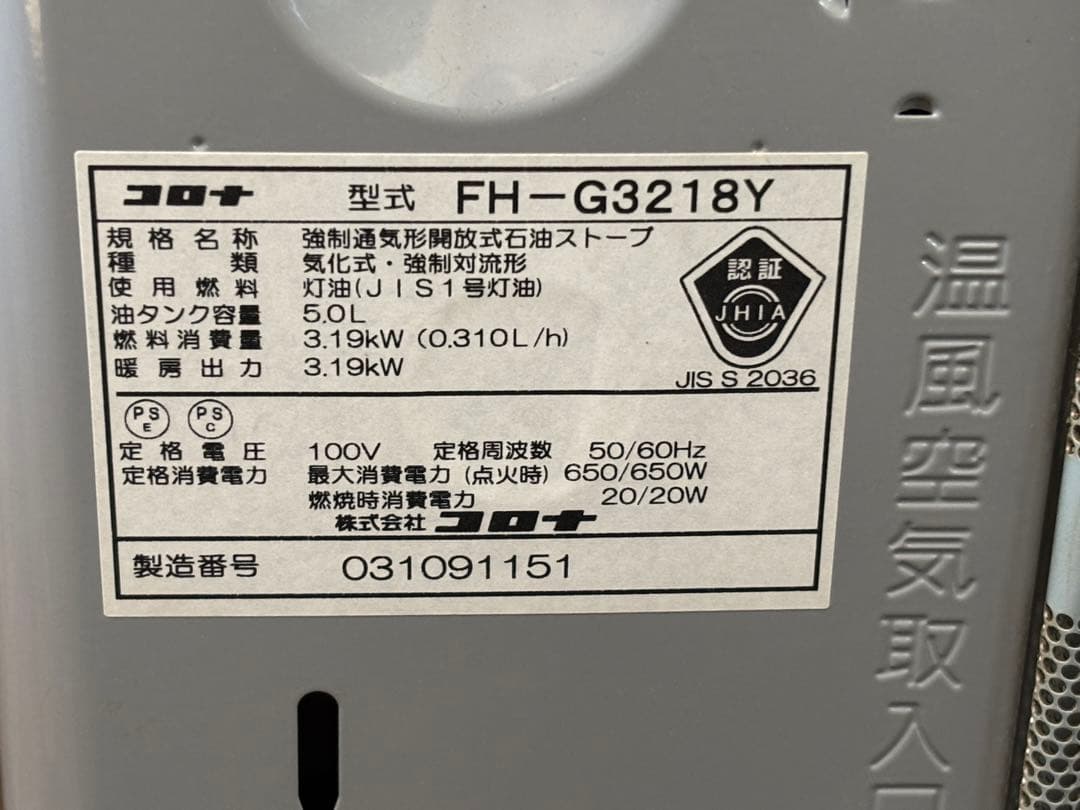 コロナ 型式 FH-G3218Y
規格名称 強制通気形開放式石油ストーブ
種類 気化式・強制対流形
使用燃料 灯油(JIS1号灯油)
油タンク容量 5.0L
燃料消費量 3.19kW (0.310L/h)
暖房出力 3.19kW
認証
JHIA
JIS S 2036
PS E PS C
定格電圧 100V 定格周波数 50/60Hz
定格消費電力 最大消費電力 (点火時) 650/650W
燃焼時消費電力 20/20W
株式会社 コロナ
製造番号 031091151
温風空気取入口